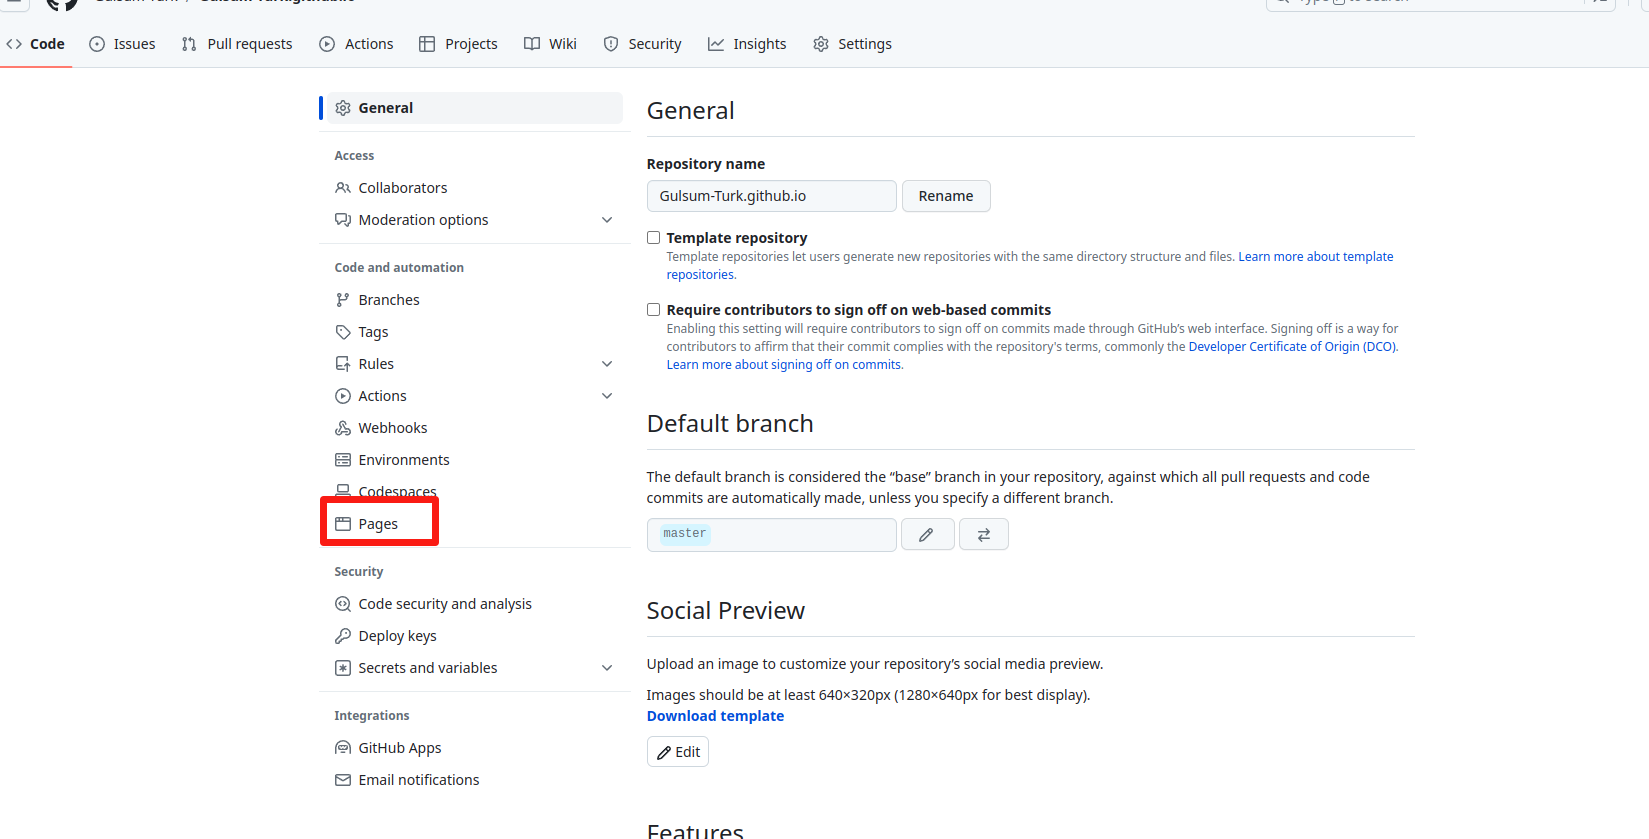 Code Issues Pull requests Actions Projects Wiki Security Insights Settings
General
Access
Collaborators
Moderation options
Code and automation
Branches
Tags
Rules
Actions
Webhooks
Environments
Codespaces
Pages
Security
Code security and analysis
Deploy keys
Secrets and variables
Integrations
GitHub Apps
Email notifications
General
Repository name
Gulsum-Turk.github.io Rename
Template repository
Template repositories let users generate new repositories with the same directory structure and files. Learn more about template
repositories.
Require contributors to sign off on web-based commits
Enabling this setting will require contributors to sign off on commits made through GitHub's web interface. Signing off is a way for
contributors to affirm that their commit complies with the repository's terms, commonly the Developer Certificate of Origin (DCO).
Learn more about signing off on commits.
Default branch
The default branch is considered the “base” branch in your repository, against which all pull requests and code
commits are automatically made, unless you specify a different branch.
master
Social Preview
Upload an image to customize your repository's social media preview.
Images should be at least 640×320px (1280×640px for best display).
Download template
Edit
Features